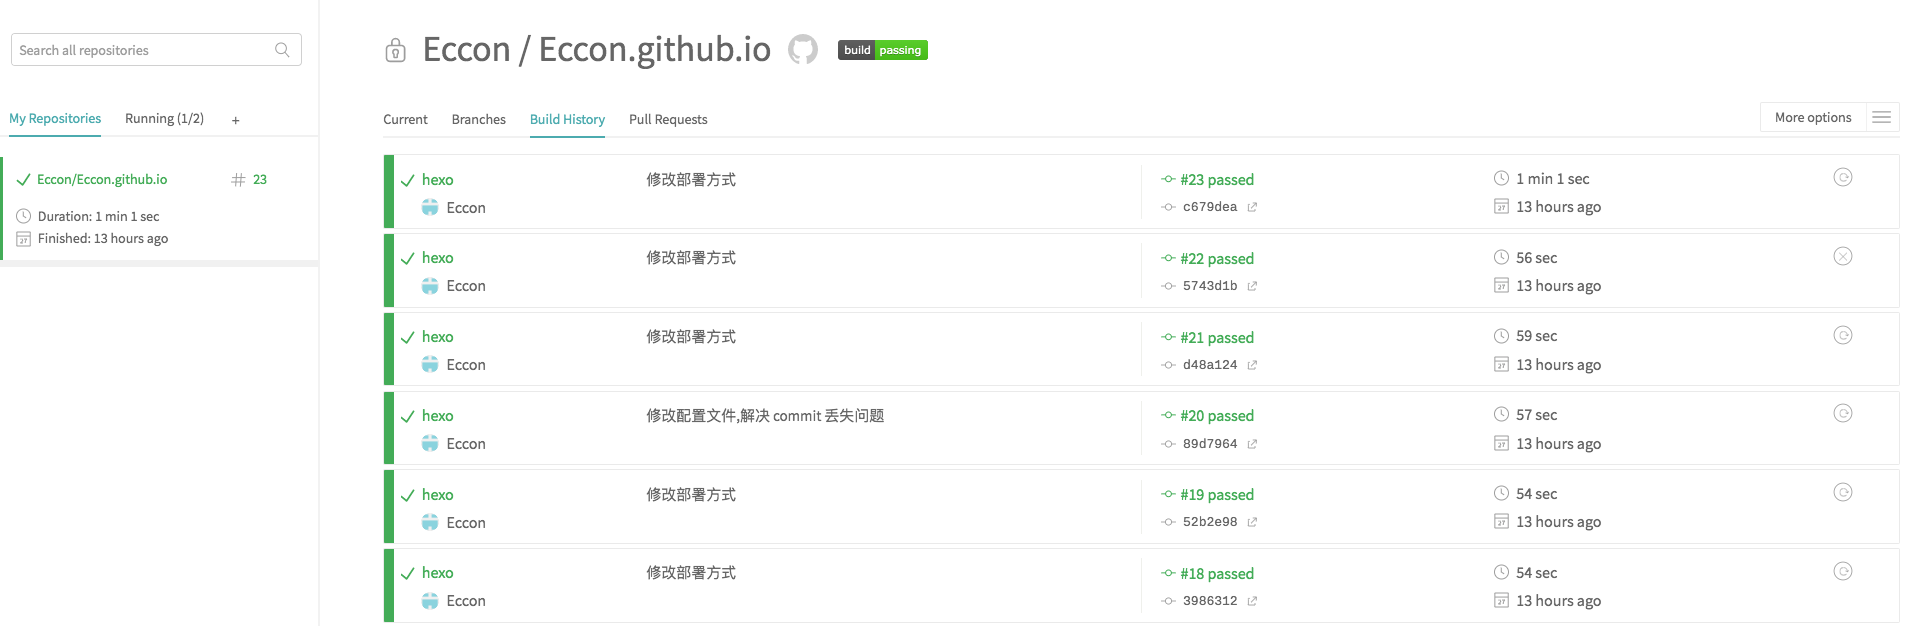 Search all repositories
My Repositories Running (1/2) +
Eccon/Eccon.github.io # 23
Duration: 1 min 1 sec
Finished: 13 hours ago
Eccon / Eccon.github.io build passing
Current Branches Build History Pull Requests More options
hexo 修改部署方式 #23 passed 1 min 1 sec
Eccon c679dea 13 hours ago
hexo 修改部署方式 #22 passed 56 sec
Eccon 5743d1b 13 hours ago
hexo 修改部署方式 #21 passed 59 sec
Eccon d48a124 13 hours ago
hexo 修改配置文件,解决 commit 丢失问题 #20 passed 57 sec
Eccon 89d7964 13 hours ago
hexo 修改部署方式 #19 passed 54 sec
Eccon 52b2e98 13 hours ago
hexo 修改部署方式 #18 passed 54 sec
Eccon 3986312 13 hours ago